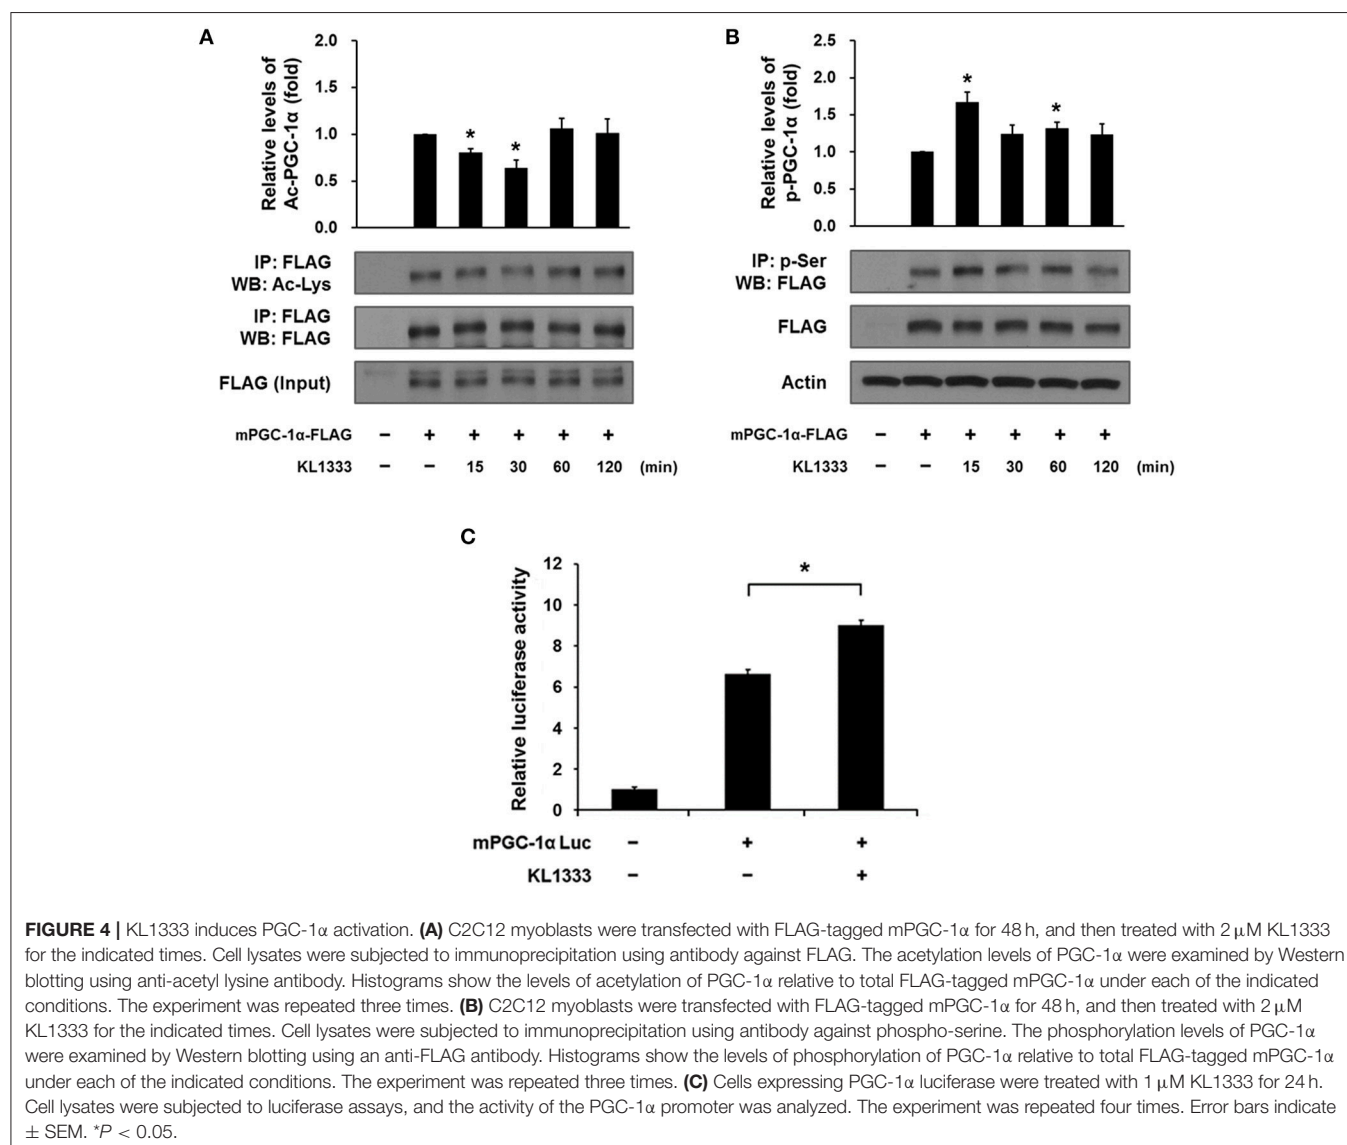 A
Relative levels of
Ac-PGC-1α (fold)
2.0
1.5
1.0
0.5
0.0
* *
IP: FLAG
WB: Ac-Lys
IP: FLAG
WB: FLAG
FLAG (Input)
mPGC-1α-FLAG − + + + + +
KL1333 − − 15 30 60 120 (min)
B
Relative levels of
p-PGC-1α (fold)
2.5
2.0
1.5
1.0
0.5
0.0
* *
IP: p-Ser
WB: FLAG
FLAG
Actin
mPGC-1α-FLAG − + + + + +
KL1333 − − 15 30 60 120 (min)
C
Relative luciferase activity
12
10
8
6
4
2
0
*
mPGC-1α Luc − + +
KL1333 − − +
FIGURE 4 | KL1333 induces PGC-1α activation. (A) C2C12 myoblasts were transfected with FLAG-tagged mPGC-1α for 48 h, and then treated with 2 μM KL1333
for the indicated times. Cell lysates were subjected to immunoprecipitation using antibody against FLAG. The acetylation levels of PGC-1α were examined by Western
blotting using anti-acetyl lysine antibody. Histograms show the levels of acetylation of PGC-1α relative to total FLAG-tagged mPGC-1α under each of the indicated
conditions. The experiment was repeated three times. (B) C2C12 myoblasts were transfected with FLAG-tagged mPGC-1α for 48 h, and then treated with 2 μM
KL1333 for the indicated times. Cell lysates were subjected to immunoprecipitation using antibody against phospho-serine. The phosphorylation levels of PGC-1α
were examined by Western blotting using an anti-FLAG antibody. Histograms show the levels of phosphorylation of PGC-1α relative to total FLAG-tagged mPGC-1α
under each of the indicated conditions. The experiment was repeated three times. (C) Cells expressing PGC-1α luciferase were treated with 1 μM KL1333 for 24 h.
Cell lysates were subjected to luciferase assays, and the activity of the PGC-1α promoter was analyzed. The experiment was repeated four times. Error bars indicate
± SEM. *P < 0.05.